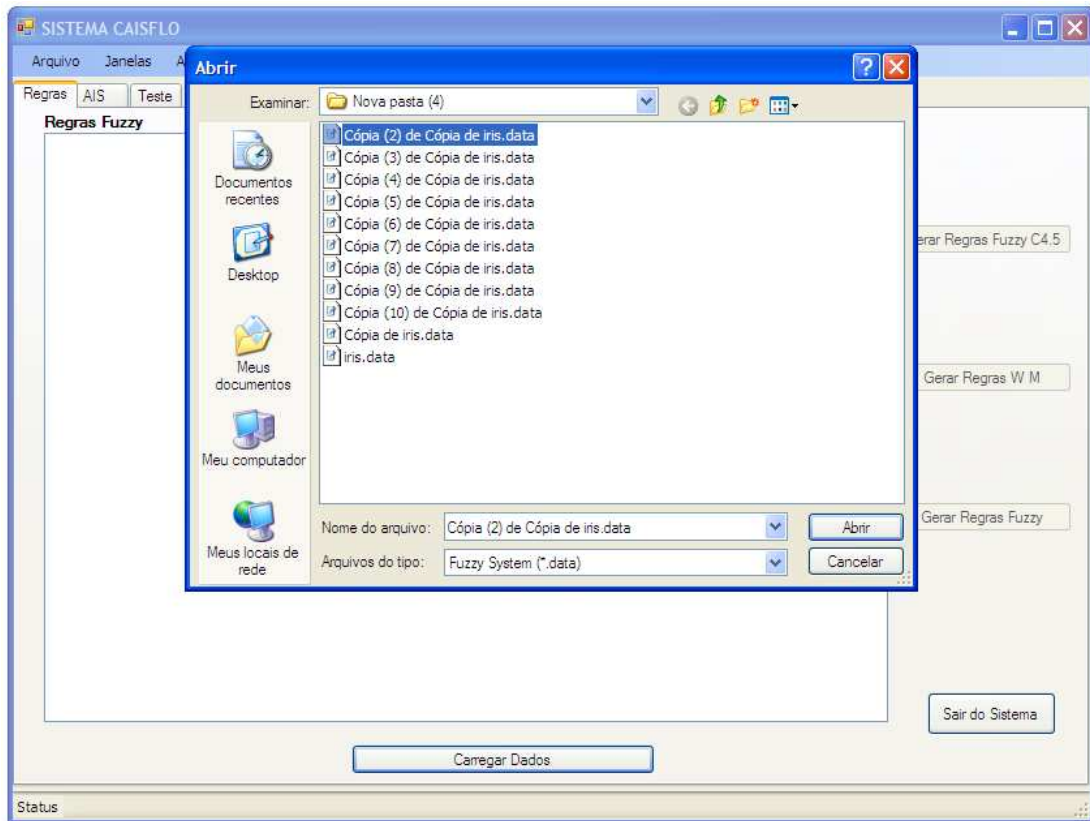 SISTEMA CAISFLO
Arquivo Janelas A
Abrir
Regras AIS Teste
Regras Fuzzy
Examinar: Nova pasta (4)
Documentos recentes
Desktop
Meus documentos
Meu computador
Meus locais de rede
Cópia (2) de Cópia de iris.data
Cópia (3) de Cópia de iris.data
Cópia (4) de Cópia de iris.data
Cópia (5) de Cópia de iris.data
Cópia (6) de Cópia de iris.data
Cópia (7) de Cópia de iris.data
Cópia (8) de Cópia de iris.data
Cópia (9) de Cópia de iris.data
Cópia (10) de Cópia de iris.data
Cópia de iris.data
iris.data
Nome do arquivo: Cópia (2) de Cópia de iris.data Abrir
Arquivos do tipo: Fuzzy System (*.data) Cancelar
erar Regras Fuzzy C4.5
Gerar Regras W M
Gerar Regras Fuzzy
Sair do Sistema
Carregar Dados
Status